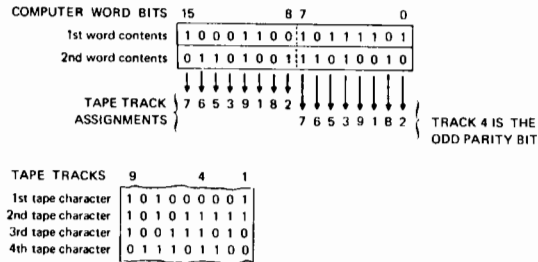 COMPUTER WORD BITS 15 8 7 0
1st word contents 1 0 0 0 1 1 0 0 1 0 1 1 1 1 0 1
2nd word contents 0 1 1 0 1 0 0 1 1 1 0 1 0 0 1 0
TAPE TRACK ASSIGNMENTS 7 6 5 3 9 1 8 2
7 6 5 3 9 1 8 2
TRACK 4 IS THE
ODD PARITY BIT
TAPE TRACKS 9 4 1
1st tape character 1 0 1 0 0 0 0 0 1
2nd tape character 1 0 1 0 1 1 1 1 1
3rd tape character 1 0 0 1 1 1 0 1 0
4th tape character 0 1 1 1 0 1 1 0 0